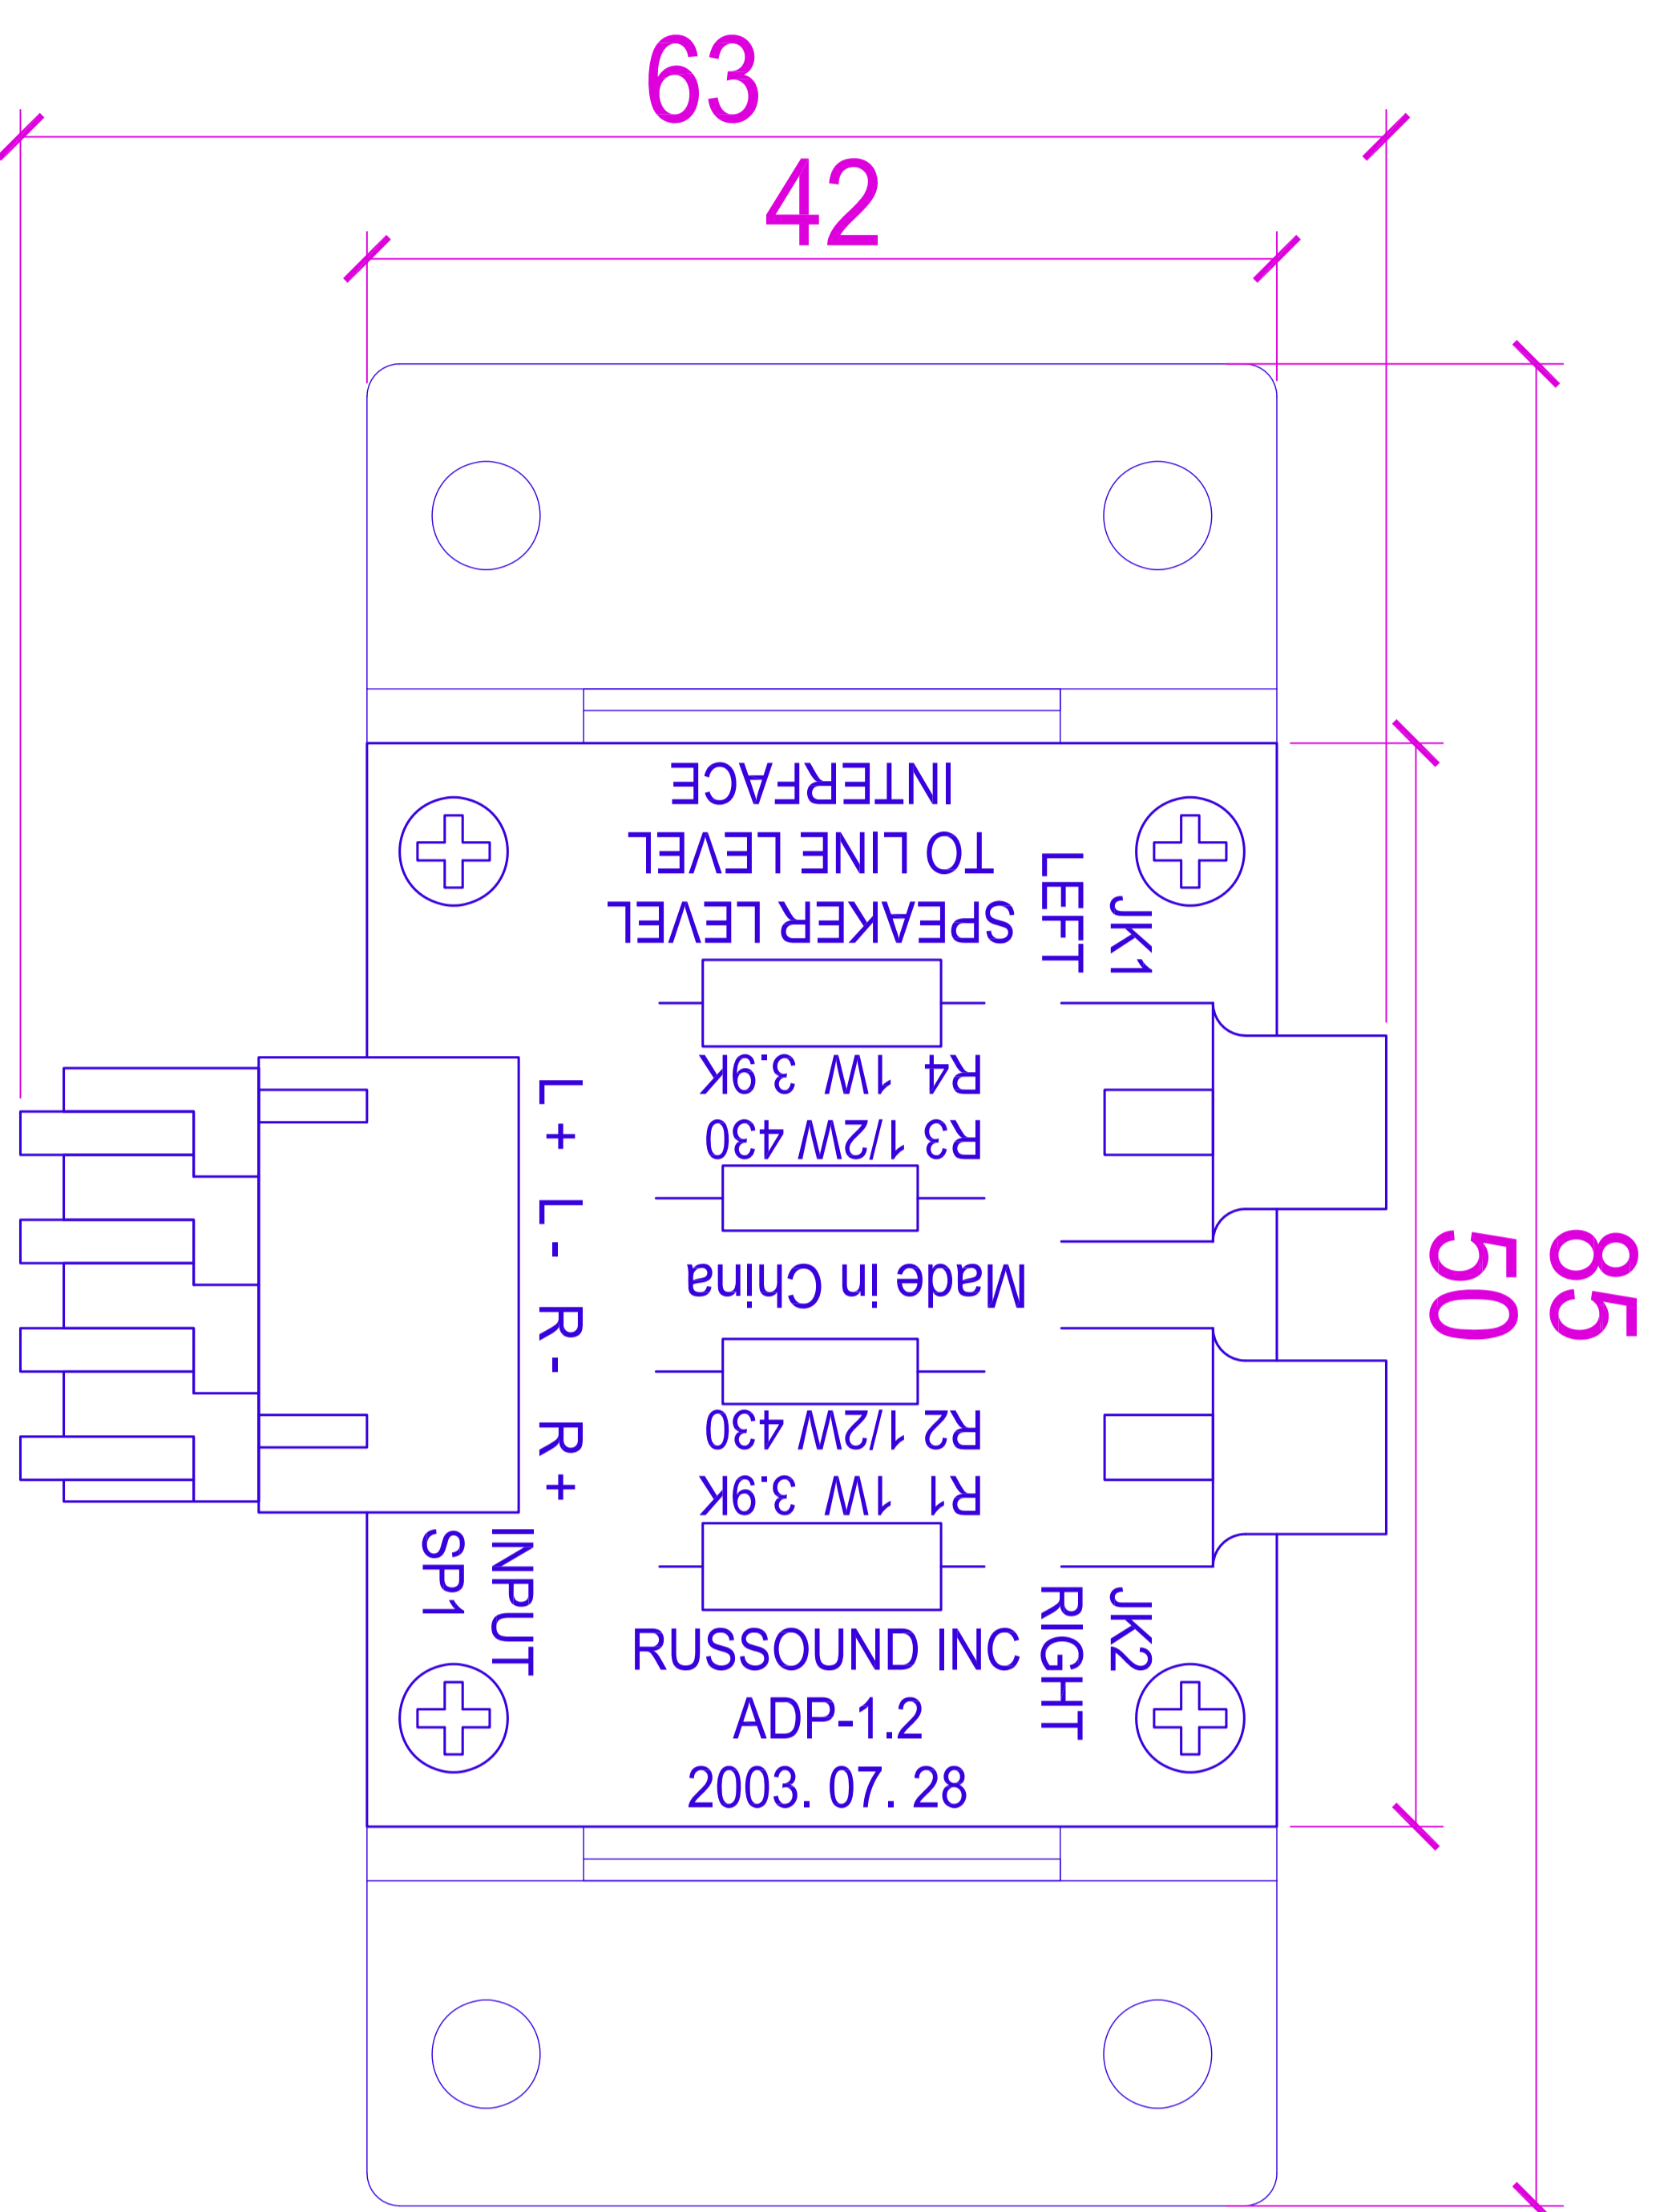 63
42
85
50
SPEAKER LEVEL
TO LINE LEVEL
INTERFACE
LEFT
JK1
R4 1W 3.9K
R3 1/2W 430
L+ L- R- R+
Made in China
R2 1/2W 430
R1 1W 3.9K
INPUT
SP1
JK2
RIGHT
RUSSOUND INC
ADP-1.2
2003. 07. 28